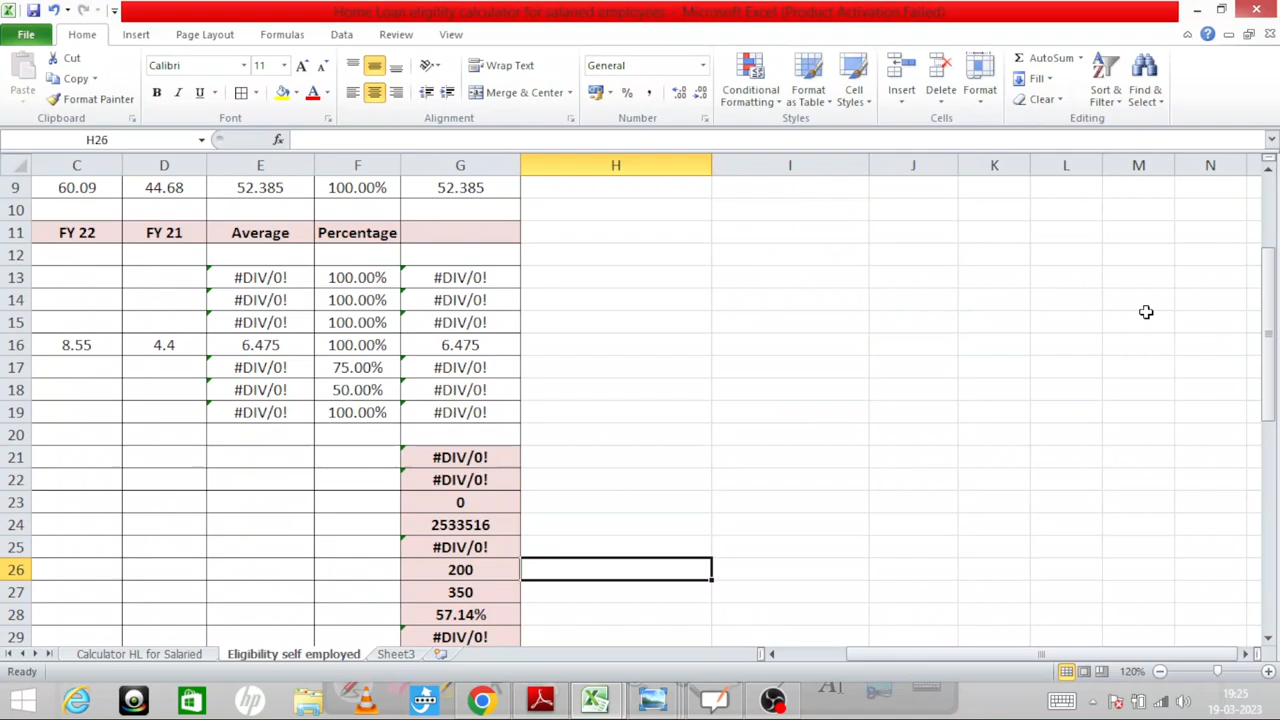 Home Loan eligility calculator for salaried employees - Microsoft Excel (Product Activation Failed)
File Home Insert Page Layout Formulas Data Review View
Paste Cut Copy Format Painter Clipboard
Calibri 11 B I U A A A Font
Wrap Text Merge & Center Alignment
General % , Number
Conditional Formatting Format as Table Cell Styles Styles
Insert Delete Format Cells
AutoSum Fill Clear Sort & Filter Find & Select Editing
H26 fx
C D E F G H I J K L M N
9 60.09 44.68 52.385 100.00% 52.385
10
11 FY 22 FY 21 Average Percentage
12
13 #DIV/0! 100.00% #DIV/0!
14 #DIV/0! 100.00% #DIV/0!
15 #DIV/0! 100.00% #DIV/0!
16 8.55 4.4 6.475 100.00% 6.475
17 #DIV/0! 75.00% #DIV/0!
18 #DIV/0! 50.00% #DIV/0!
19 #DIV/0! 100.00% #DIV/0!
20
21 #DIV/0!
22 #DIV/0!
23 0
24 2533516
25 #DIV/0!
26 200
27 350
28 57.14%
29 #DIV/0!
Calculator HL for Salaried Eligibility self employed Sheet3
Ready 120%
19:25
19-03-2023